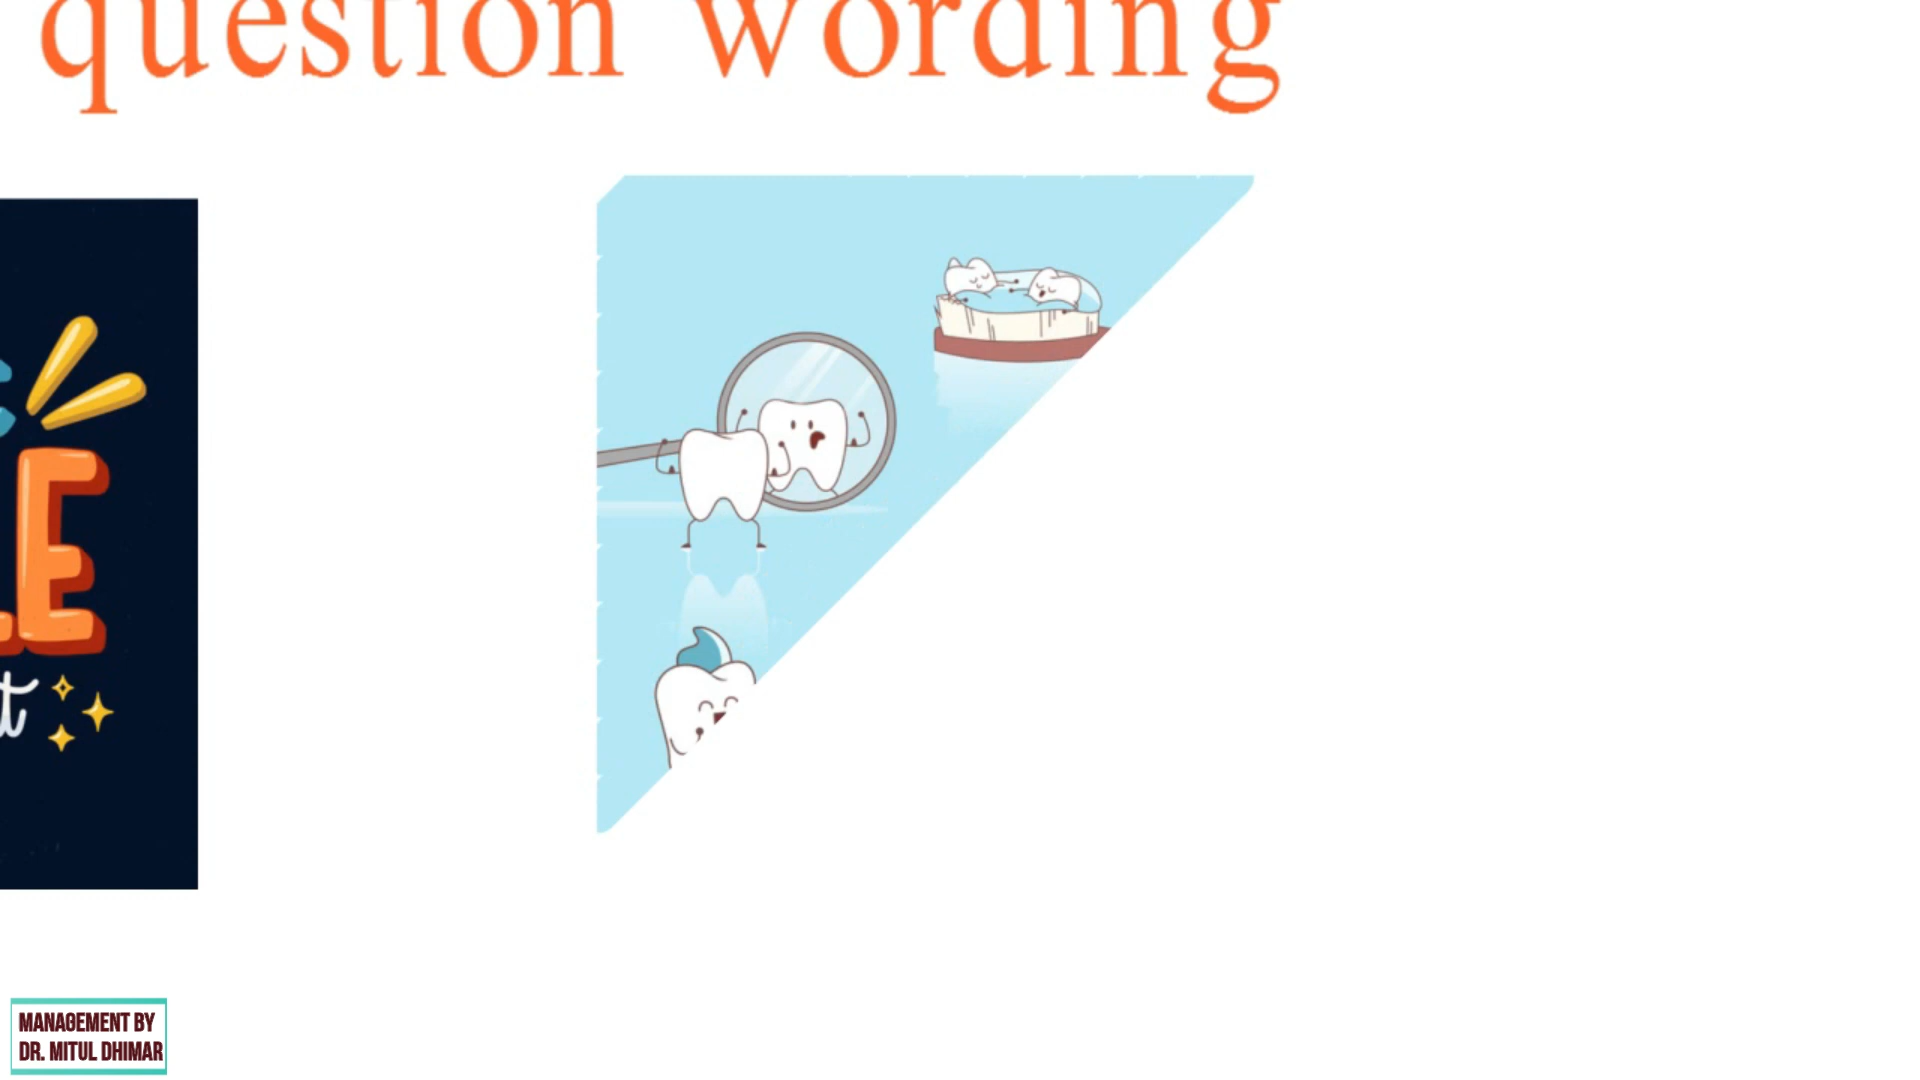 question wording
E
t
MANAGEMENT BY
DR. MITUL DHIMAR